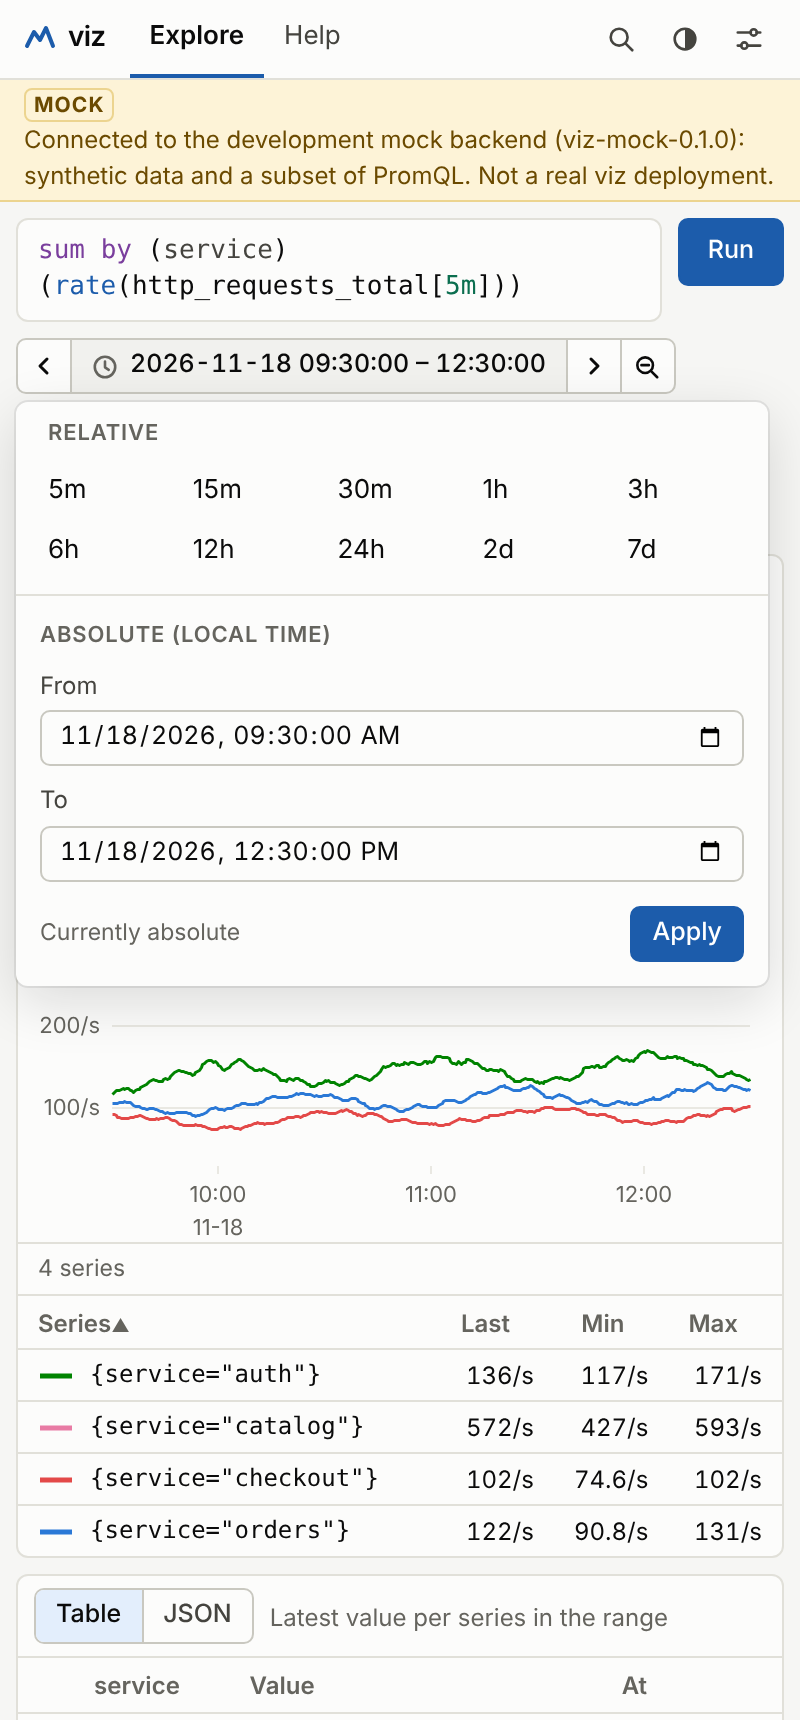 viz Explore Help
MOCK
Connected to the development mock backend (viz-mock-0.1.0):
synthetic data and a subset of PromQL. Not a real viz deployment.
sum by (service)
(rate(http_requests_total[5m]))
Run
2026-11-18 09:30:00 – 12:30:00
RELATIVE
5m 15m 30m 1h 3h
6h 12h 24h 2d 7d
ABSOLUTE (LOCAL TIME)
From
11/18/2026, 09:30:00 AM
To
11/18/2026, 12:30:00 PM
Currently absolute
Apply
200/s
100/s
10:00 11:00 12:00
11-18
4 series
Series▲ Last Min Max
{service="auth"} 136/s 117/s 171/s
{service="catalog"} 572/s 427/s 593/s
{service="checkout"} 102/s 74.6/s 102/s
{service="orders"} 122/s 90.8/s 131/s
Table JSON Latest value per series in the range
service Value At